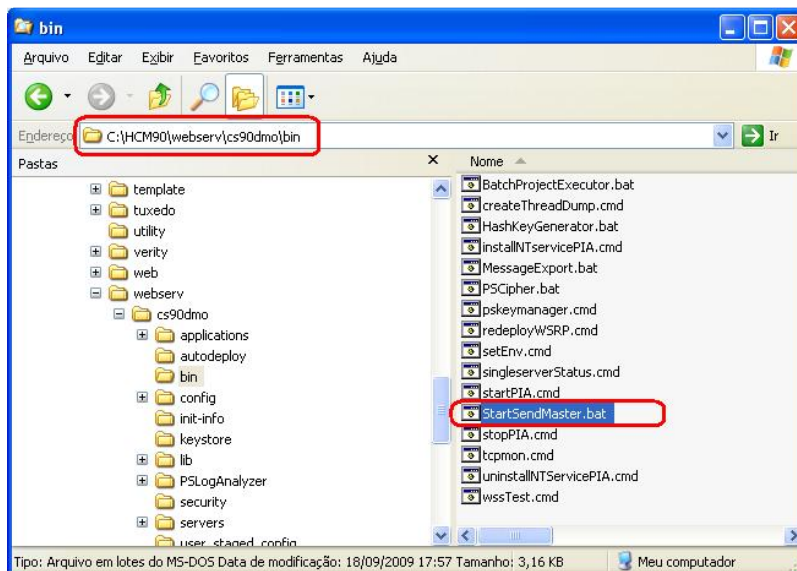 bin
Arquivo Editar Exibir Favoritos Ferramentas Ajuda
Endereço C:\HCM90\webserv\cs90dmo\bin Ir
Pastas
template
tuxedo
utility
verity
web
webserv
cs90dmo
applications
autodeploy
bin
config
init-info
keystore
lib
PSLogAnalyzer
security
servers
user_staged_config
Nome
BatchProjectExecutor.bat
createThreadDump.cmd
HashKeyGenerator.bat
installNTservicePIA.cmd
MessageExport.bat
PSCipher.bat
pskeymanager.cmd
redeployWSRP.cmd
setEnv.cmd
singleserverStatus.cmd
startPIA.cmd
StartSendMaster.bat
stopPIA.cmd
tcpmon.cmd
uninstallNTServicePIA.cmd
wssTest.cmd
Tipo: Arquivo em lotes do MS-DOS Data de modificação: 18/09/2009 17:57 Tamanho: 3,16 KB Meu computador